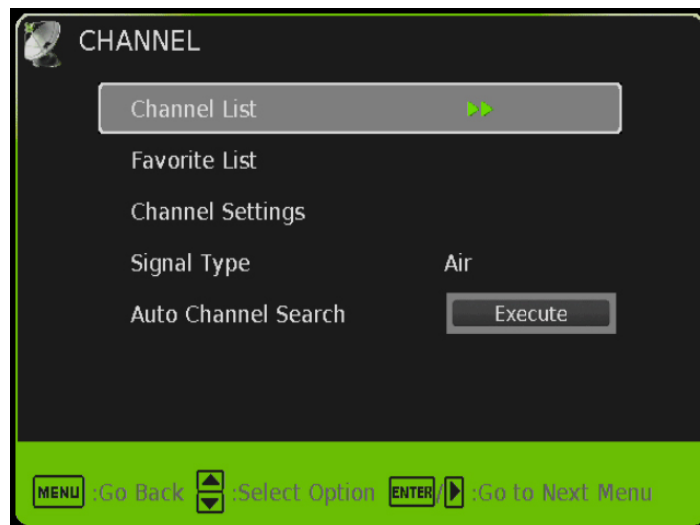 CHANNEL
Channel List
Favorite List
Channel Settings
Signal Type Air
Auto Channel Search Execute
MENU :Go Back :Select Option ENTER/ :Go to Next Menu